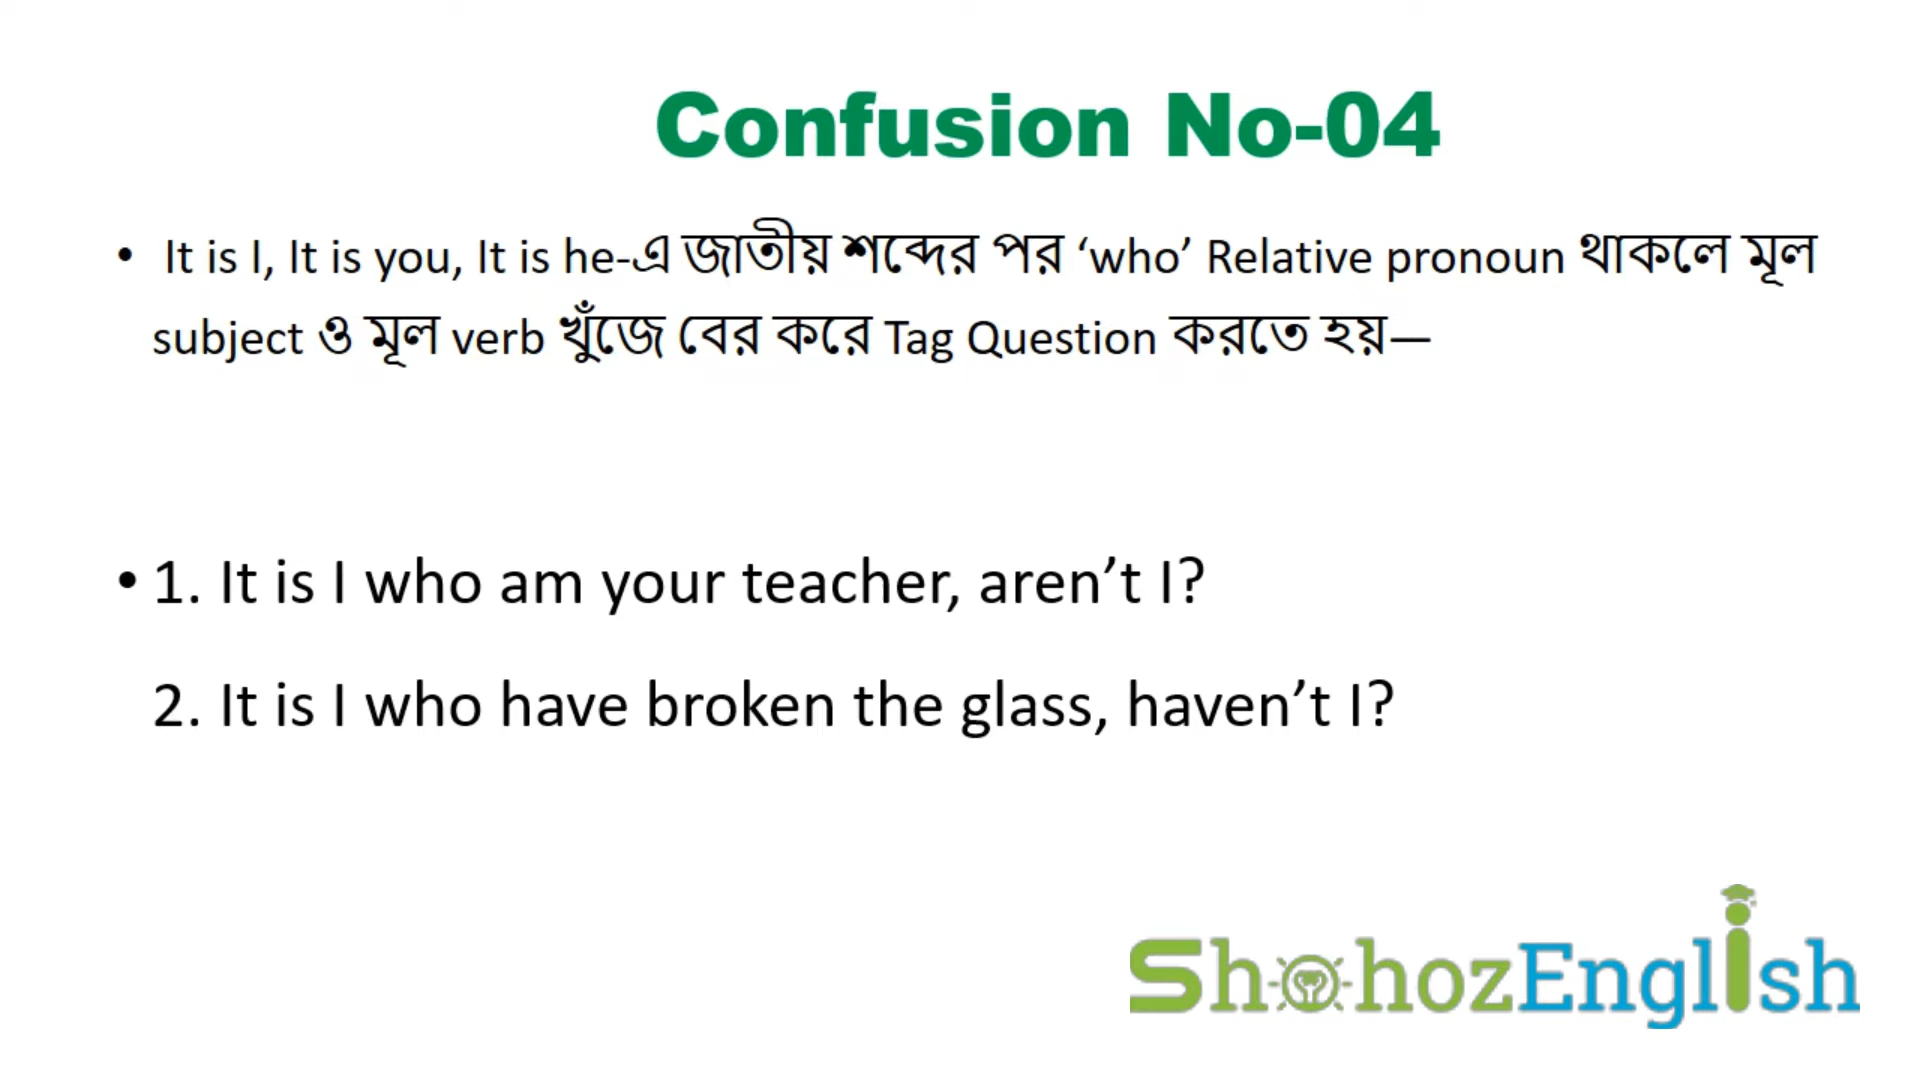 Confusion No-04
• It is I, It is you, It is he-এ জাতীয় শব্দের পর ‘who’ Relative pronoun থাকলে মূল
subject ও মূল verb খুঁজে বের করে Tag Question করতে হয়—
• 1. It is I who am your teacher, aren’t I?
2. It is I who have broken the glass, haven’t I?
ShohozEnglish